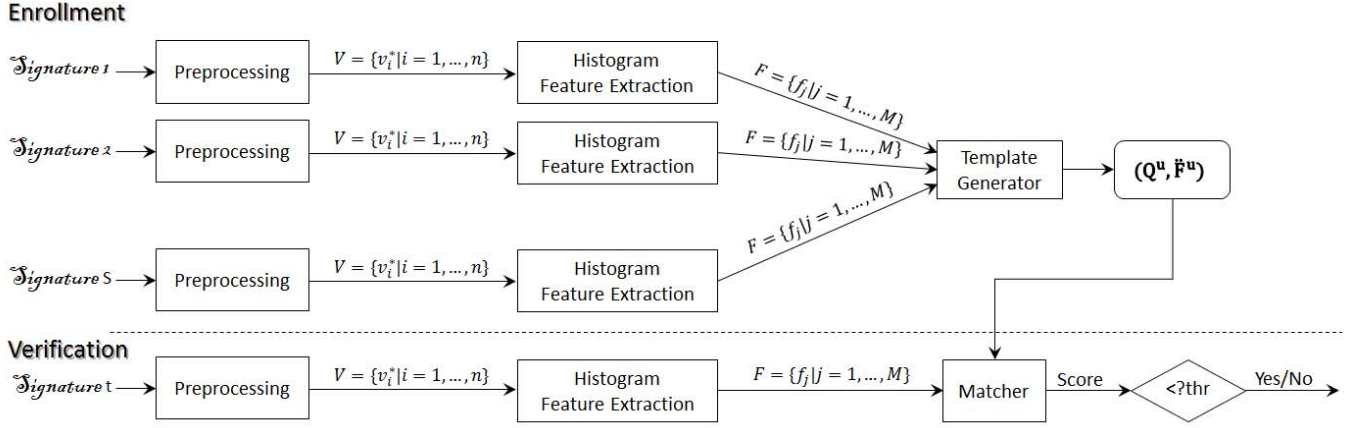 Enrollment
Signature 1
Preprocessing
V = {v_i^*|i = 1, …, n}
Histogram
Feature Extraction
F = {f_j|j = 1, …, M}
Signature 2
Preprocessing
V = {v_i^*|i = 1, …, n}
Histogram
Feature Extraction
F = {f_j|j = 1, …, M}
Template
Generator
(Q^u, F̈^u)
Signature S
Preprocessing
V = {v_i^*|i = 1, …, n}
Histogram
Feature Extraction
F = {f_j|j = 1, …, M}
Verification
Signature t
Preprocessing
V = {v_i^*|i = 1, …, n}
Histogram
Feature Extraction
F = {f_j|j = 1, …, M}
Matcher
Score
<?thr
Yes/No